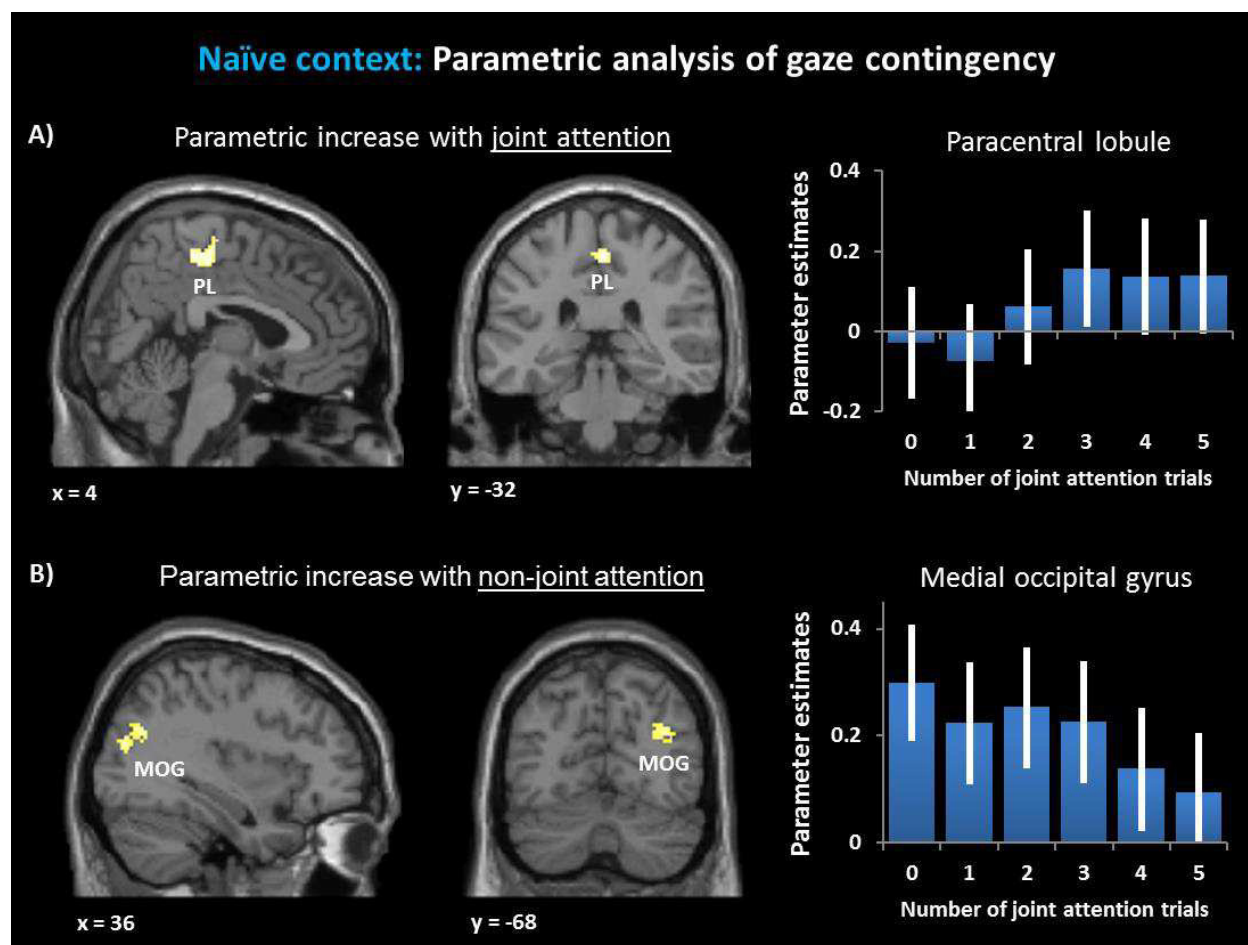 Naïve context: Parametric analysis of gaze contingency
A)
Parametric increase with joint attention
PL
PL
x = 4
y = -32
Paracentral lobule
Parameter estimates
0.4
0.2
0
-0.2
0 1 2 3 4 5
Number of joint attention trials
B)
Parametric increase with non-joint attention
MOG
MOG
x = 36
y = -68
Medial occipital gyrus
Parameter estimates
0.4
0.2
0
0 1 2 3 4 5
Number of joint attention trials